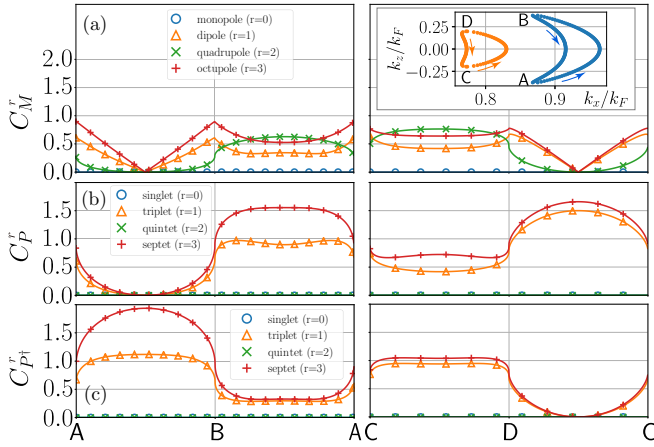 (a)
monopole (r=0)
dipole (r=1)
quadrupole (r=2)
octupole (r=3)
C_M^r
2.0
1.5
1.0
0.5
0.0
k_z/k_F
0.25
0.00
−0.25
D
C
B
A
0.8
0.9
k_x/k_F
(b)
singlet (r=0)
triplet (r=1)
quintet (r=2)
septet (r=3)
C_P^r
1.5
1.0
0.5
0.0
(c)
singlet (r=0)
triplet (r=1)
quintet (r=2)
septet (r=3)
C_{P†}^r
1.5
1.0
0.5
0.0
A
B
A
C
D
C